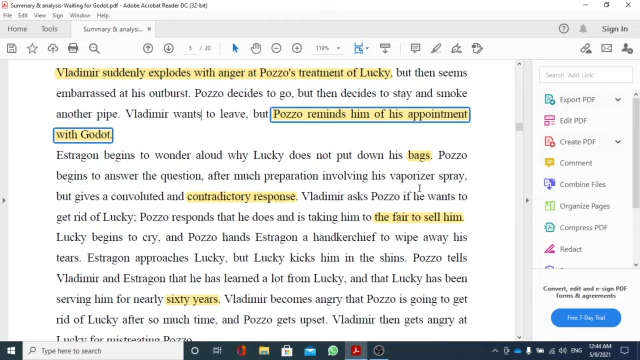 Summary & analysis-Waiting for Godot.pdf - Adobe Acrobat Reader DC (32-bit)
File Edit View Sign Window Help
Home Tools Summary & analysis... × Sign In
5 / 20 119%
Vladimir suddenly explodes with anger at Pozzo's treatment of Lucky, but then seems
embarrassed at his outburst. Pozzo decides to go, but then decides to stay and smoke
another pipe. Vladimir wants to leave, but Pozzo reminds him of his appointment
with Godot.
Estragon begins to wonder aloud why Lucky does not put down his bags. Pozzo
begins to answer the question, after much preparation involving his vaporizer spray,
but gives a convoluted and contradictory response. Vladimir asks Pozzo if he wants to
get rid of Lucky; Pozzo responds that he does and is taking him to the fair to sell him.
Lucky begins to cry, and Pozzo hands Estragon a handkerchief to wipe away his
tears. Estragon approaches Lucky, but Lucky kicks him in the shins. Pozzo tells
Vladimir and Estragon that he has learned a lot from Lucky, and that Lucky has been
serving him for nearly sixty years. Vladimir becomes angry that Pozzo is going to get
rid of Lucky after so much time, and Pozzo gets upset. Vladimir then gets angry at
Lucky for mistreating Pozzo.
Search 'Add Link'
Export PDF
Edit PDF
Create PDF
Comment
Combine Files
Organize Pages
Compress PDF
Redact
Convert, edit and e-sign PDF
forms & agreements
Free 7-Day Trial
Type here to search
12:44 AM
5/9/2021